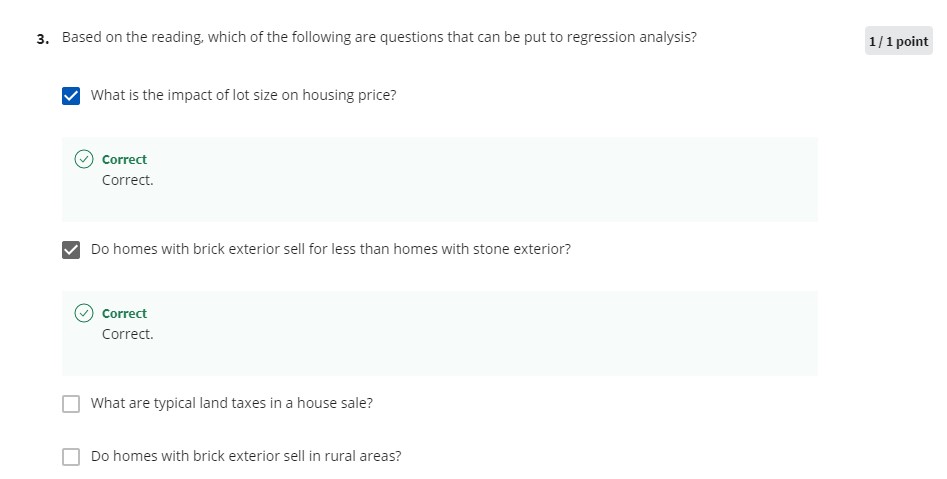 3. Based on the reading, which of the following are questions that can be put to regression analysis?
1 / 1 point
What is the impact of lot size on housing price?
Correct
Correct.
Do homes with brick exterior sell for less than homes with stone exterior?
Correct
Correct.
What are typical land taxes in a house sale?
Do homes with brick exterior sell in rural areas?